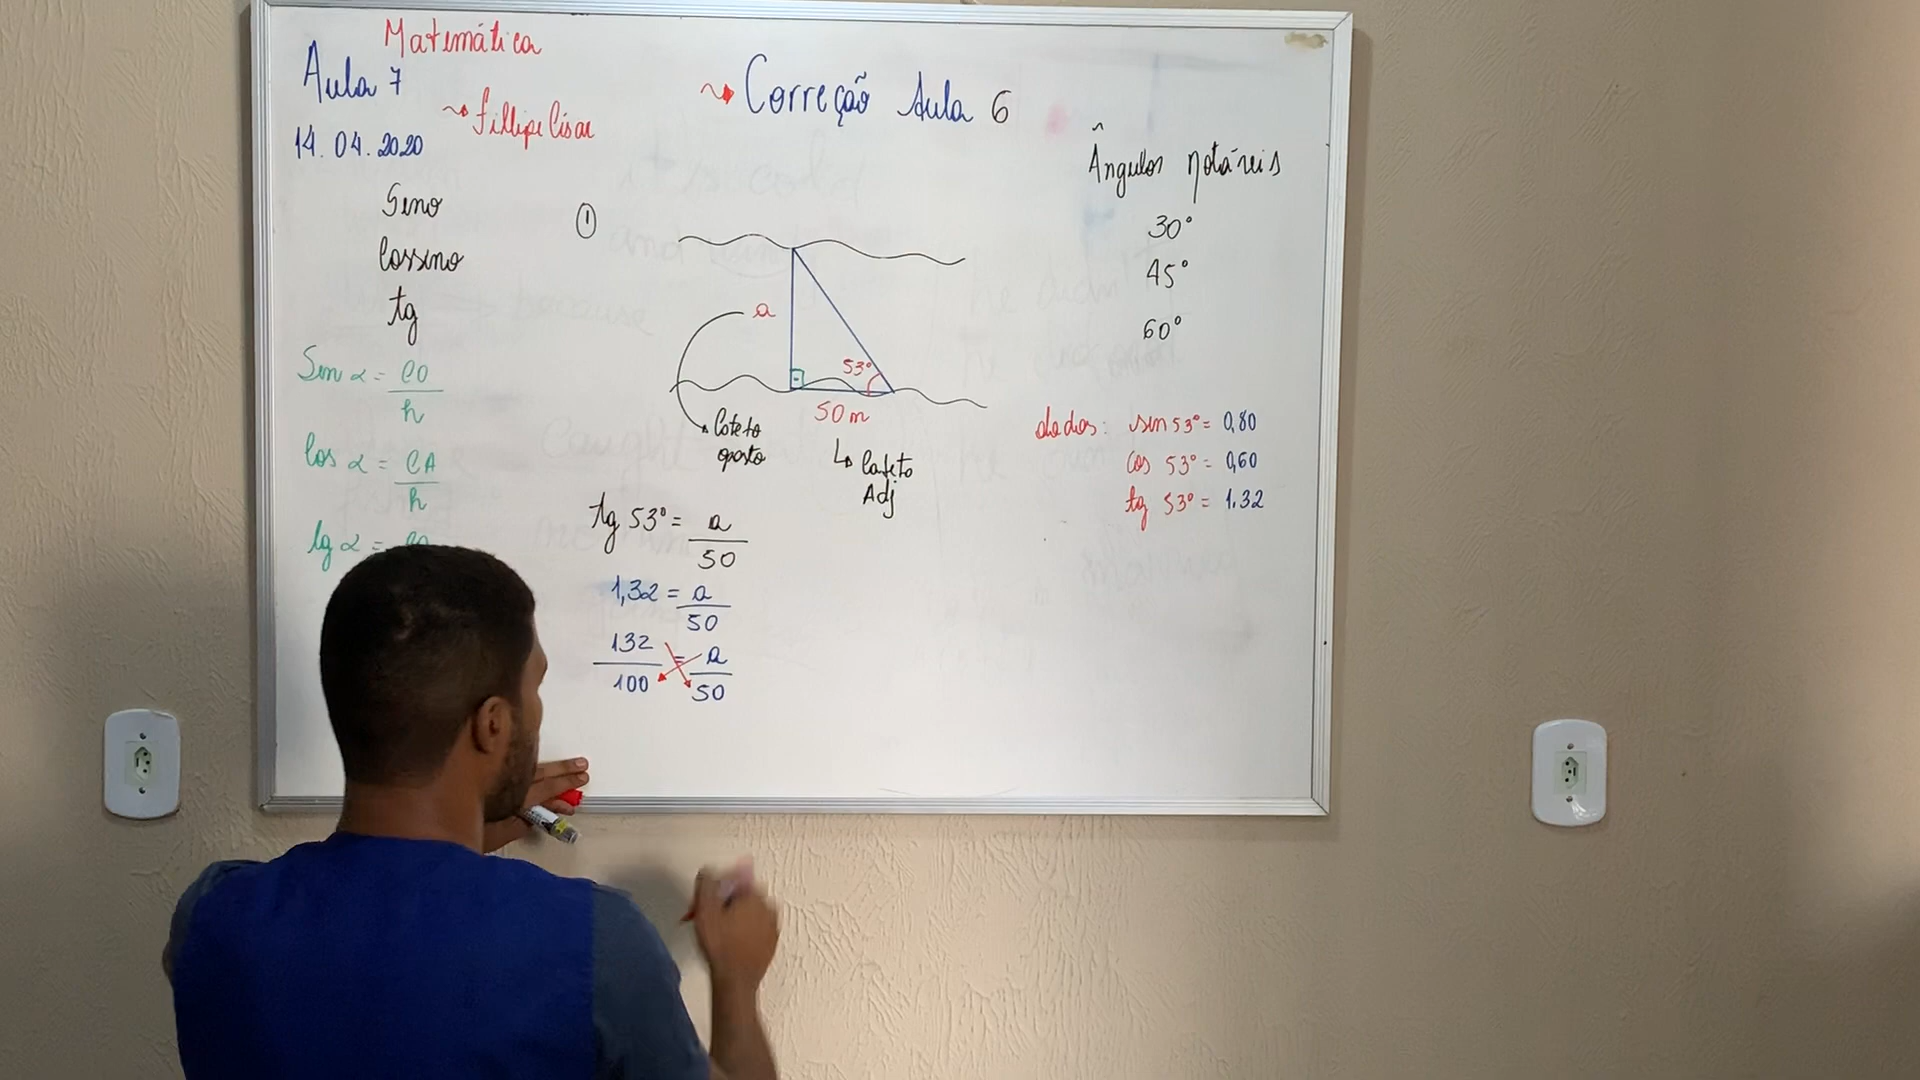 Matemática
Aula 7
~ Fillipe César
14.04.2020
~ Correção Aula 6
Ângulos notáveis
30°
45°
60°
Seno
Cosseno
tg
Sen α = CO
h
Cos α = CA
h
tg α = CO
①
a
53°
50 m
Cateto
oposto
Cateto
Adj
dados: sen 53° = 0,80
cos 53° = 0,60
tg 53° = 1.32
tg 53° = a
50
1,32 = a
50
132 = a
100 50